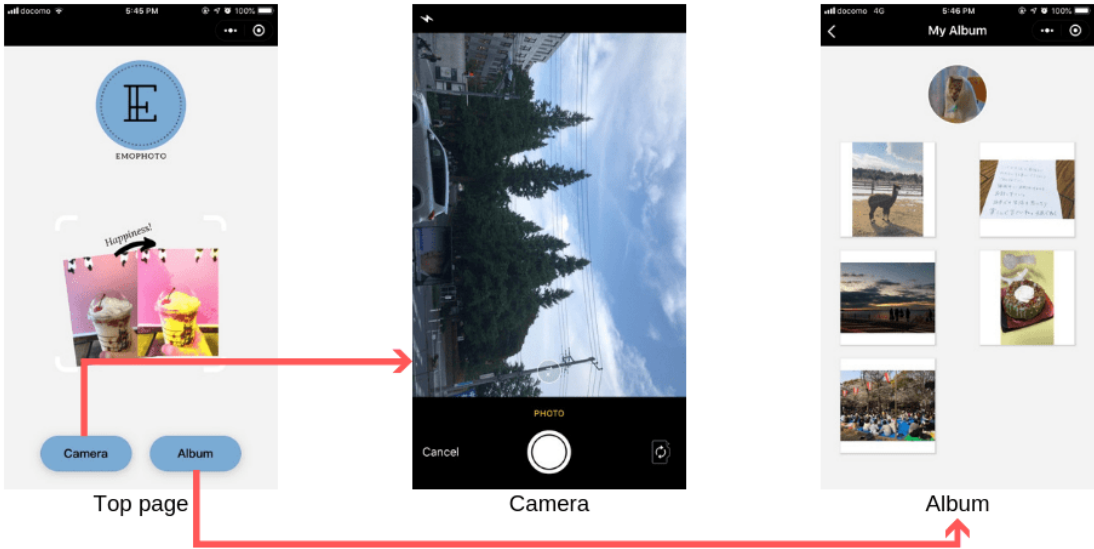 docomo 5:45 PM 100%
E
EMOPHOTO
Happiness!
Camera
Album
Top page
PHOTO
Cancel
Camera
docomo 4G 5:46 PM 100%
My Album
Album